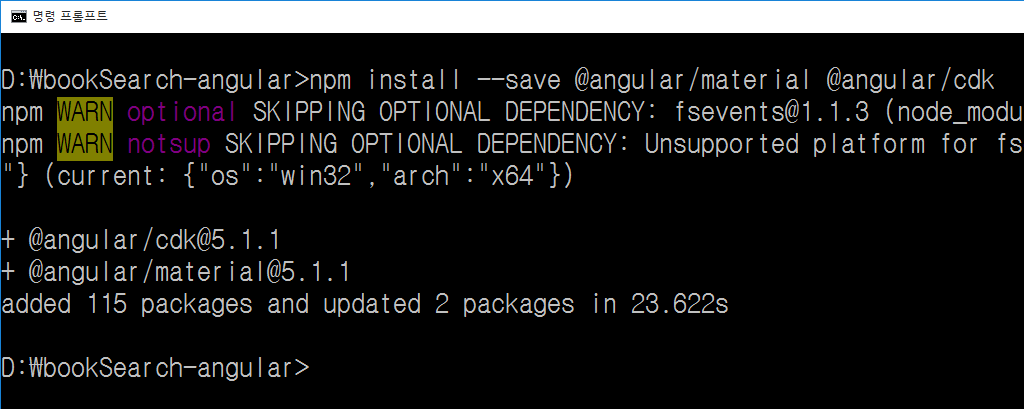 명령 프롬프트
D:₩bookSearch-angular>npm install --save @angular/material @angular/cdk
npm WARN optional SKIPPING OPTIONAL DEPENDENCY: fsevents@1.1.3 (node_modu
npm WARN notsup SKIPPING OPTIONAL DEPENDENCY: Unsupported platform for fs
"} (current: {"os":"win32","arch":"x64"})
+ @angular/cdk@5.1.1
+ @angular/material@5.1.1
added 115 packages and updated 2 packages in 23.622s
D:₩bookSearch-angular>